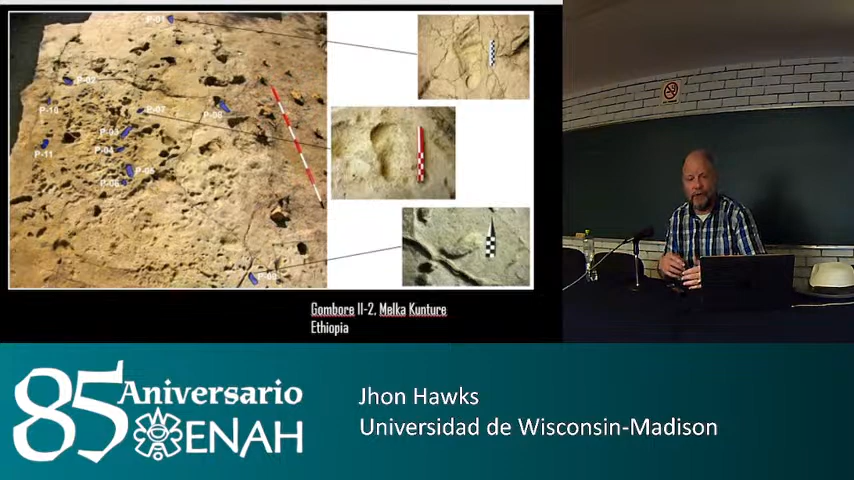 P-01
P-02
P-10
P-07
P-08
P-03
P-11
P-04
P-05
P-06
P-09
Gombore II-2, Melka Kunture
Ethiopia
85 Aniversario
ENAH
Jhon Hawks
Universidad de Wisconsin-Madison